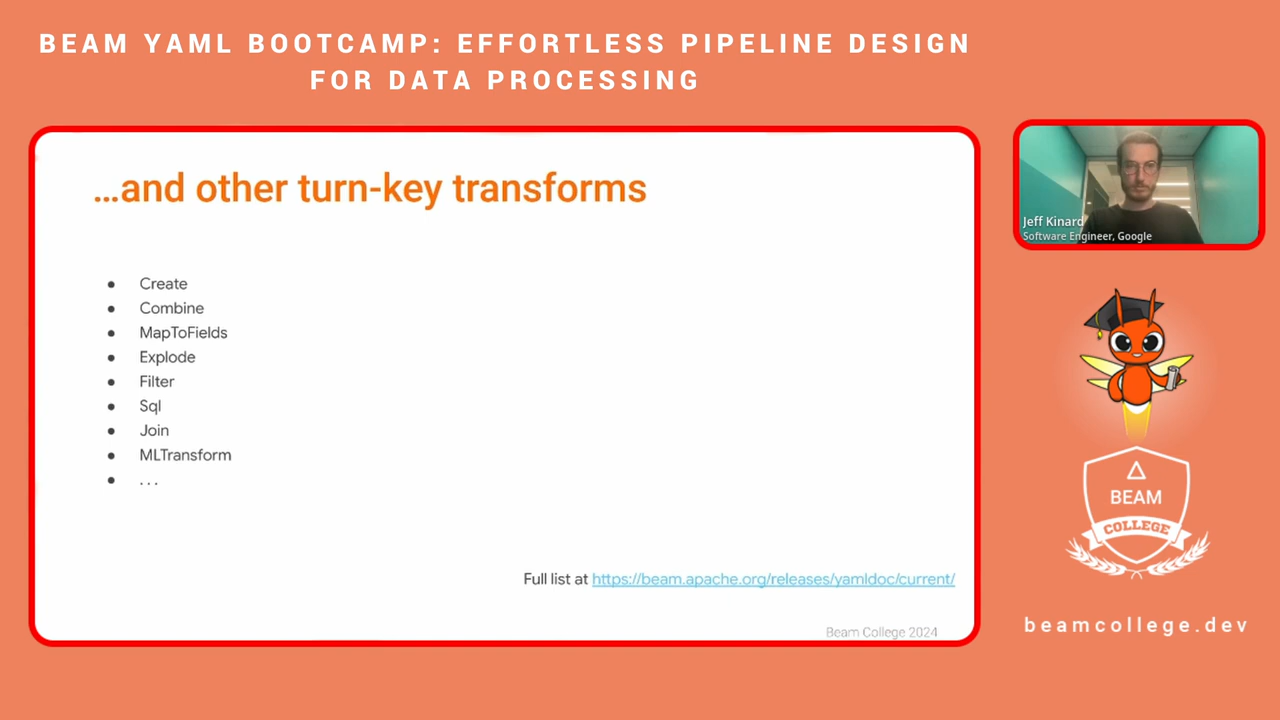 BEAM YAML BOOTCAMP: EFFORTLESS PIPELINE DESIGN
FOR DATA PROCESSING
...and other turn-key transforms
● Create
● Combine
● MapToFields
● Explode
● Filter
● Sql
● Join
● MLTransform
● . . .
Full list at https://beam.apache.org/releases/yamldoc/current/
Beam College 2024
Jeff Kinard
Software Engineer, Google
BEAM
COLLEGE
beamcollege.dev